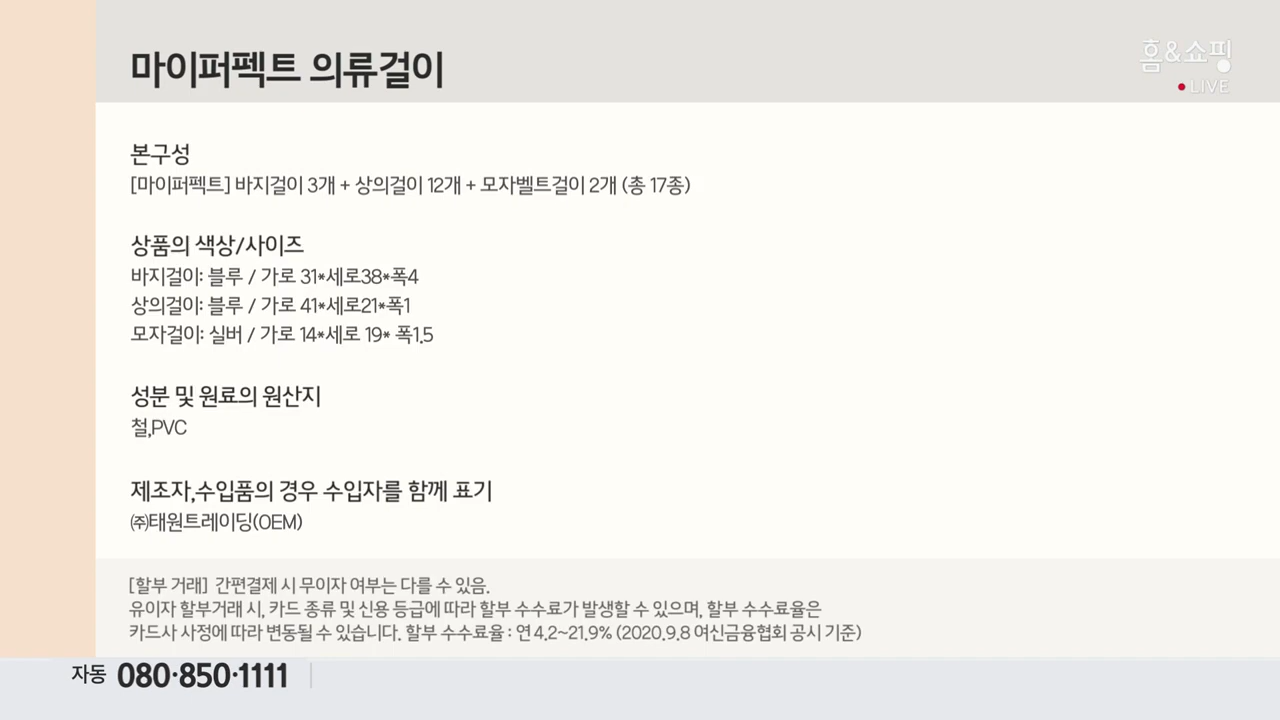 마이퍼펙트 의류걸이
홈&쇼핑
LIVE
본구성
[마이퍼펙트] 바지걸이 3개 + 상의걸이 12개 + 모자벨트걸이 2개 (총 17종)
상품의 색상/사이즈
바지걸이: 블루 / 가로 31*세로38*폭4
상의걸이: 블루 / 가로 41*세로21*폭1
모자걸이: 실버 / 가로 14*세로 19* 폭1.5
성분 및 원료의 원산지
철,PVC
제조자,수입품의 경우 수입자를 함께 표기
㈜태원트레이딩(OEM)
[할부 거래] 간편결제 시 무이자 여부는 다를 수 있음.
유이자 할부거래 시, 카드 종류 및 신용 등급에 따라 할부 수수료가 발생할 수 있으며, 할부 수수료율은
카드사 사정에 따라 변동될 수 있습니다. 할부 수수료율 : 연 4.2~21.9% (2020.9.8 여신금융협회 공시 기준)
자동 080·850·1111